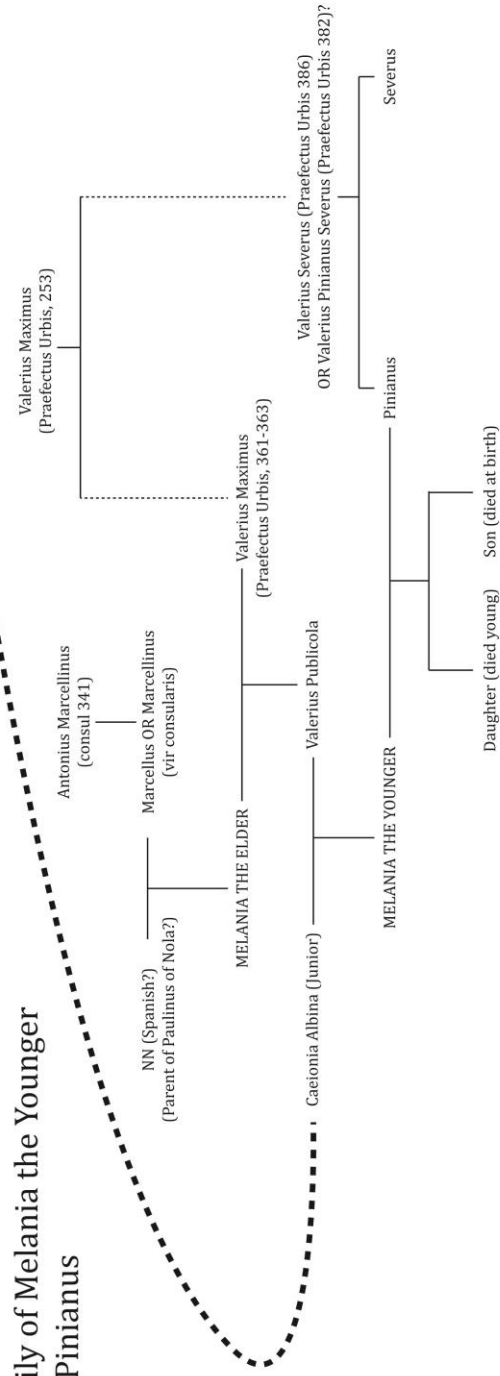 ily of Melania the Younger
Pinianus
Valerius Maximus
(Praefectus Urbis, 253)
Antonius Marcellinus
(consul 341)
NN (Spanish?)
(Parent of Paulinus of Nola?)
Marcellus OR Marcellinus
(vir consularis)
MELANIA THE ELDER
Valerius Maximus
(Praefectus Urbis, 361-363)
Valerius Severus (Praefectus Urbis 386)
OR Valerius Pinianus Severus (Praefectus Urbis 382)?
Caeionia Albina (Junior)
Valerius Publicola
MELANIA THE YOUNGER
Pinianus
Severus
Daughter (died young)
Son (died at birth)